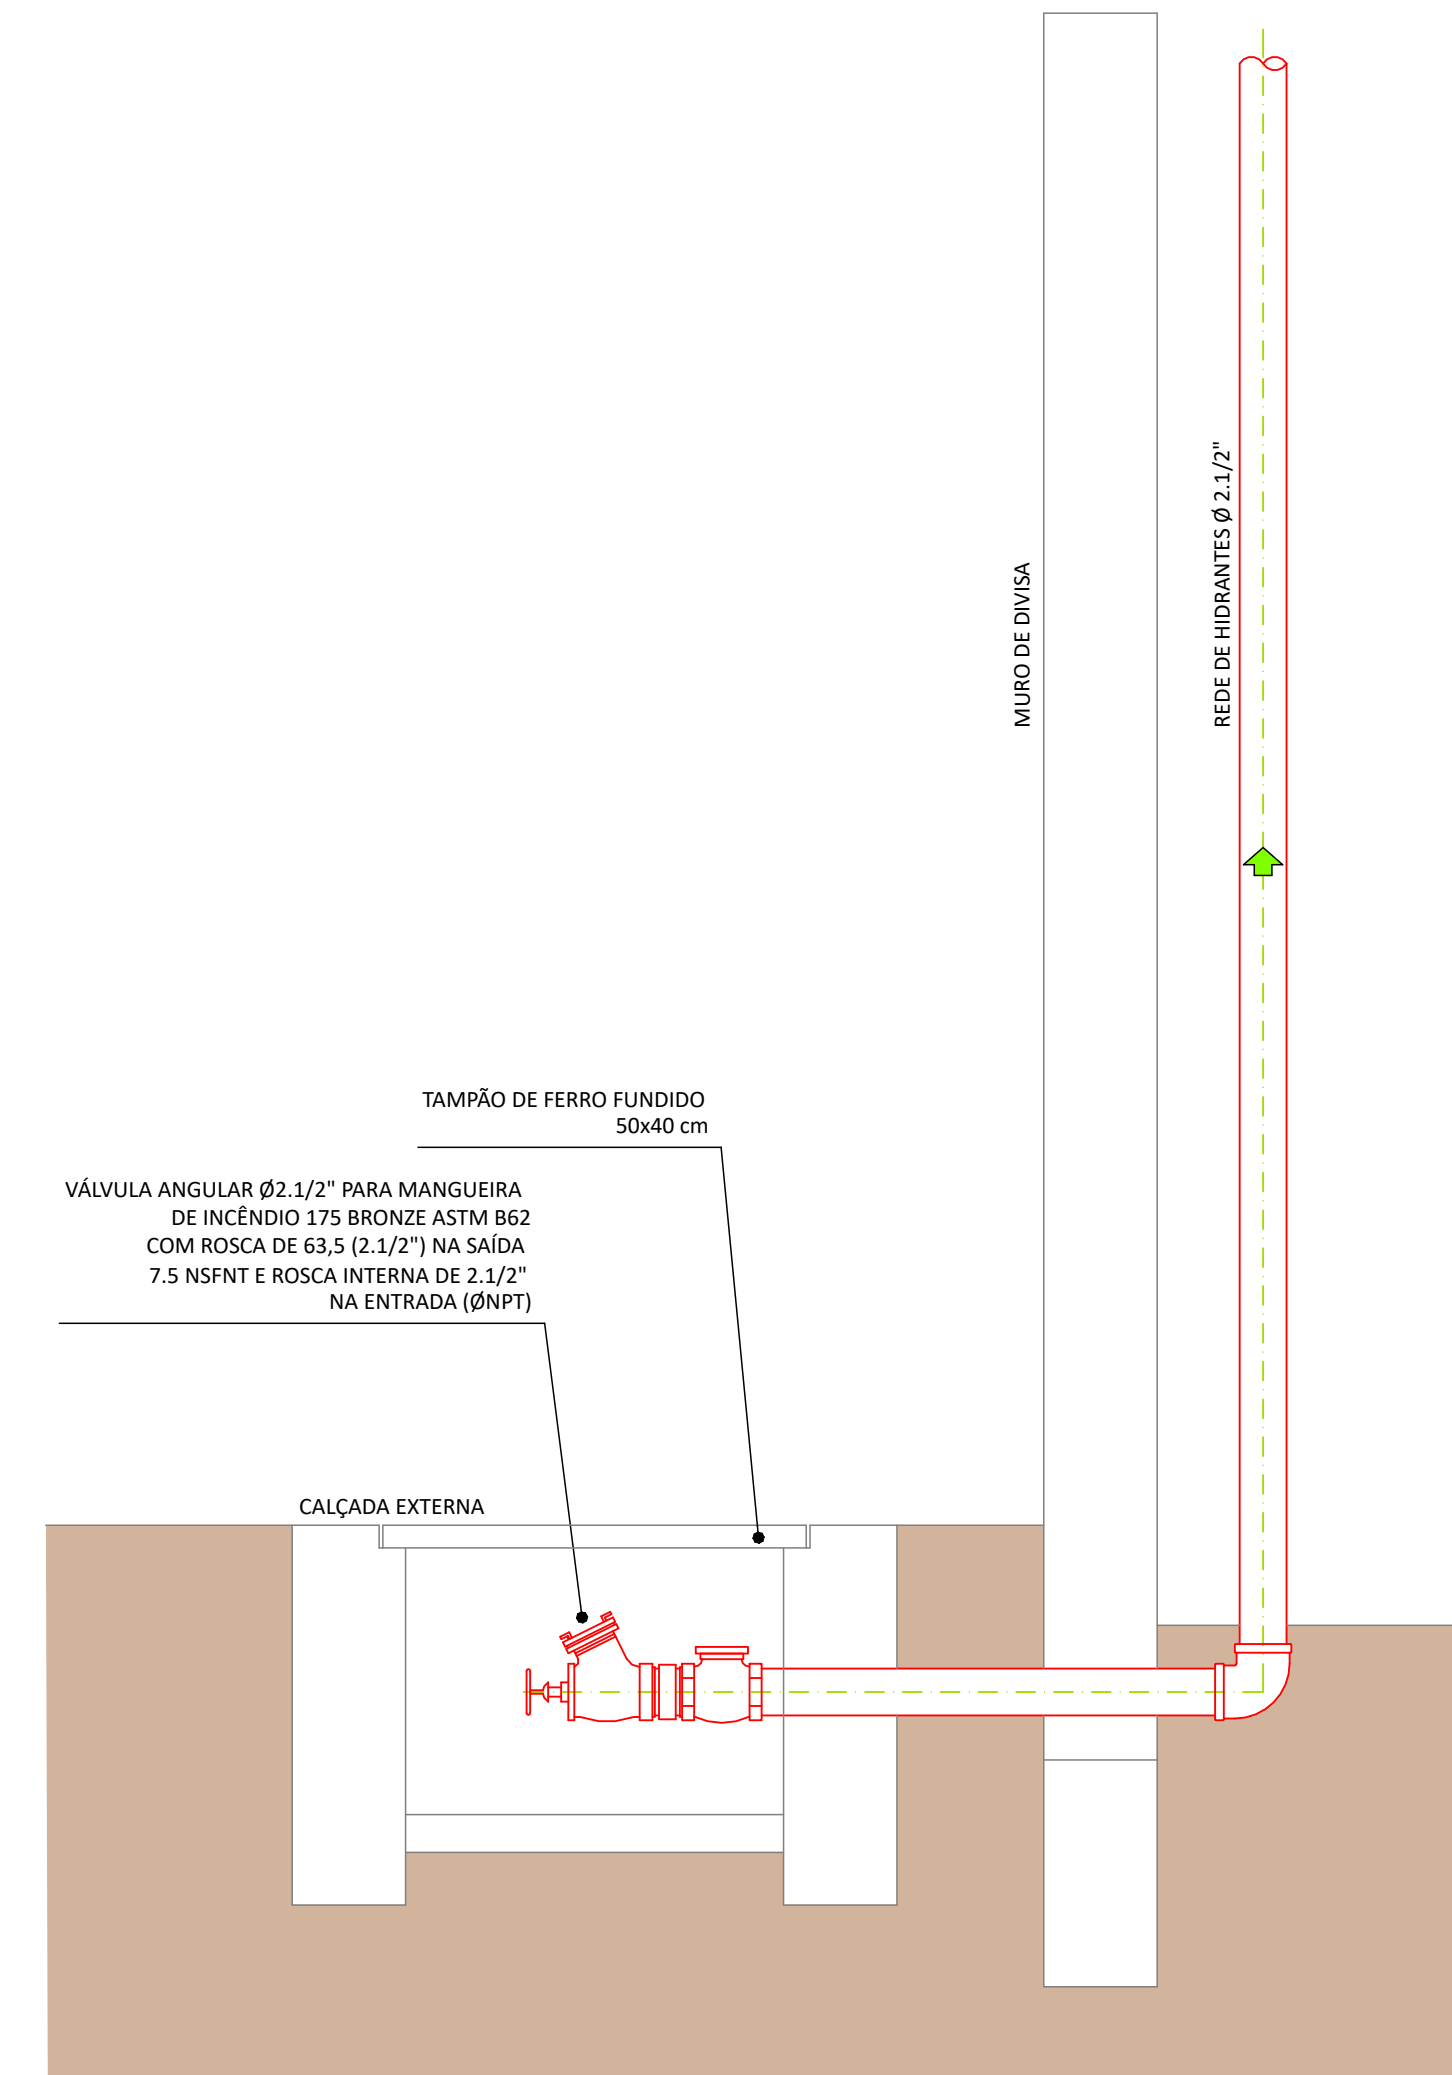 REDE DE HIDRANTES Ø 2.1/2"
MURO DE DIVISA
TAMPÃO DE FERRO FUNDIDO
50x40 cm
VÁLVULA ANGULAR Ø2.1/2" PARA MANGUEIRA
DE INCÊNDIO 175 BRONZE ASTM B62
COM ROSCA DE 63,5 (2.1/2") NA SAÍDA
7.5 NSFNT E ROSCA INTERNA DE 2.1/2"
NA ENTRADA (ØNPT)
CALÇADA EXTERNA